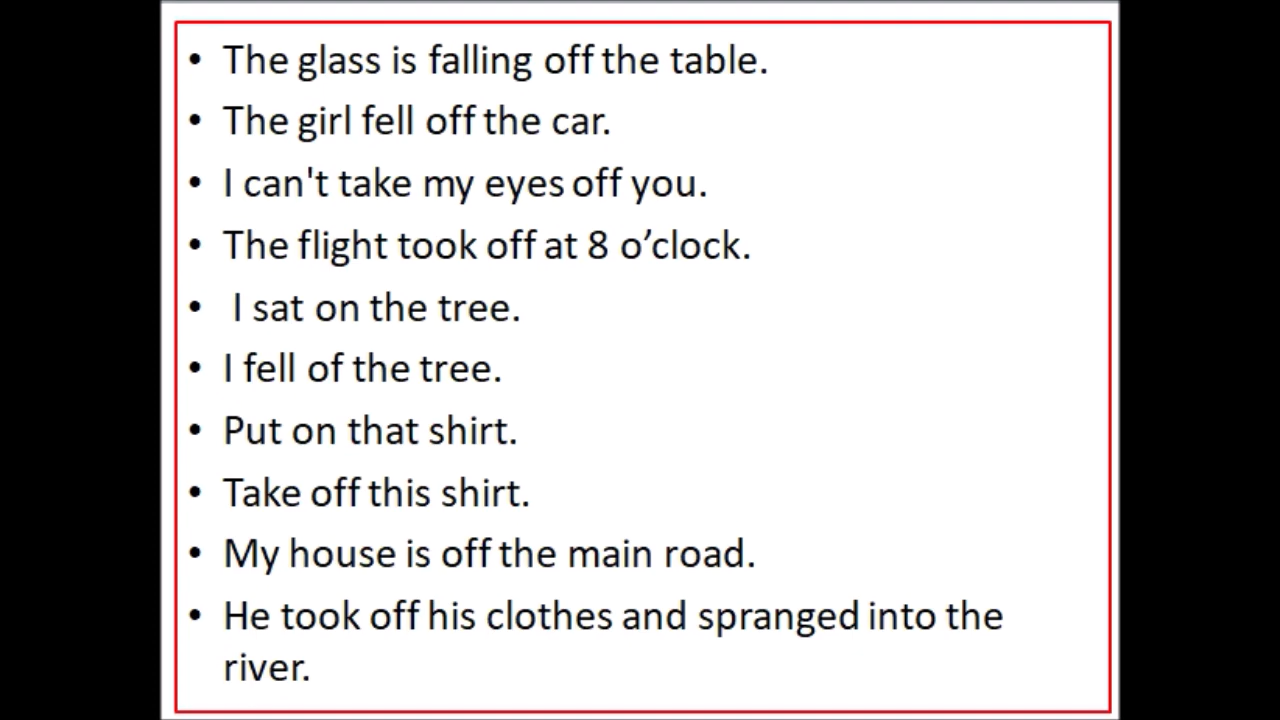 • The glass is falling off the table.
• The girl fell off the car.
• I can't take my eyes off you.
• The flight took off at 8 o’clock.
• I sat on the tree.
• I fell of the tree.
• Put on that shirt.
• Take off this shirt.
• My house is off the main road.
• He took off his clothes and spranged into the
river.